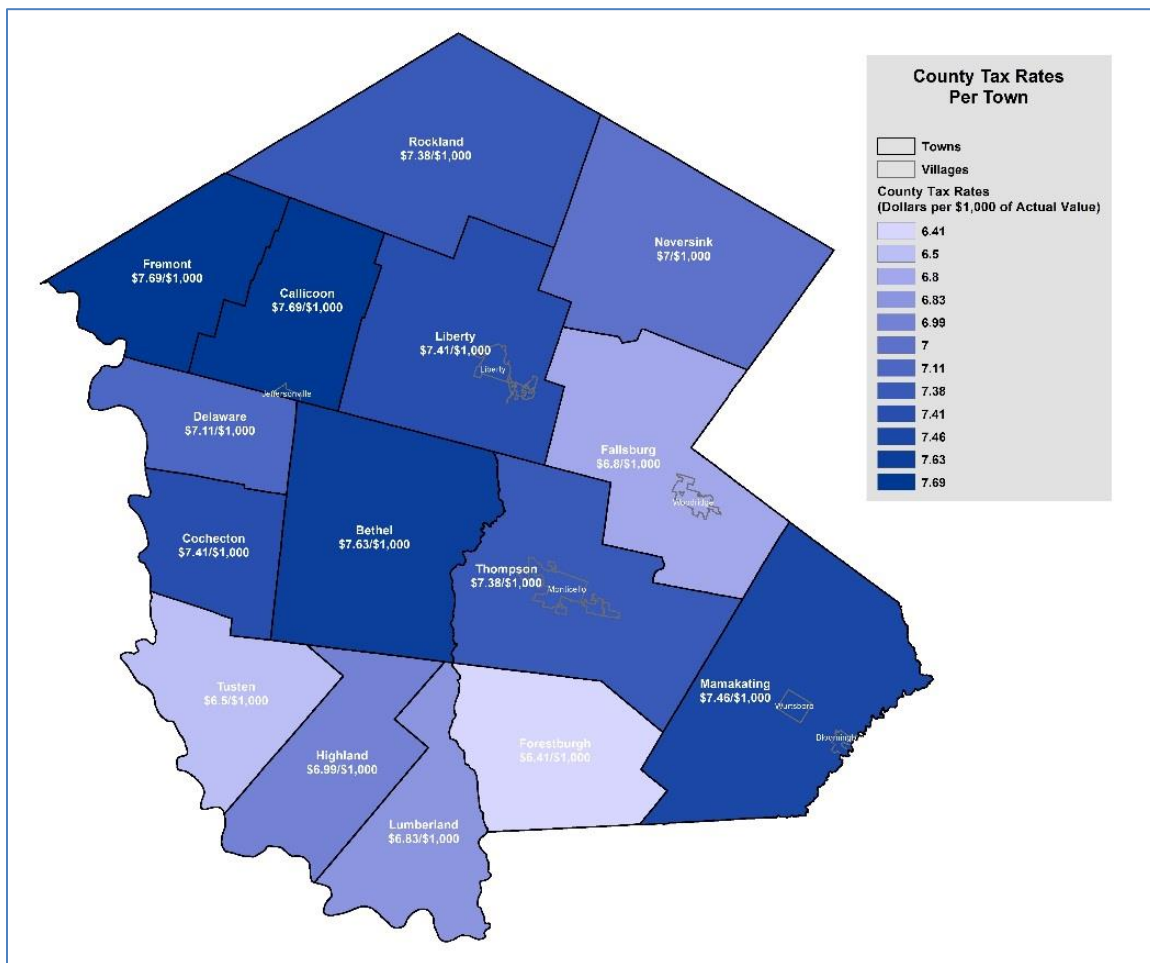 County Tax Rates
Per Town
Towns
Villages
County Tax Rates
(Dollars per $1,000 of Actual Value)
6.41
6.5
6.8
6.83
6.99
7
7.11
7.38
7.41
7.46
7.63
7.69
Rockland
$7.38/$1,000
Neversink
$7/$1,000
Fremont
$7.69/$1,000
Callicoon
$7.69/$1,000
Liberty
$7.41/$1,000
Liberty
Jeffersonville
Delaware
$7.11/$1,000
Fallsburg
$6.8/$1,000
Woodridge
Cochecton
$7.41/$1,000
Bethel
$7.63/$1,000
Thompson
$7.38/$1,000
Monticello
Tusten
$6.5/$1,000
Mamakating
$7.46/$1,000
Wurtsboro
Highland
$6.99/$1,000
Forestburgh
$6.41/$1,000
Lumberland
$6.83/$1,000